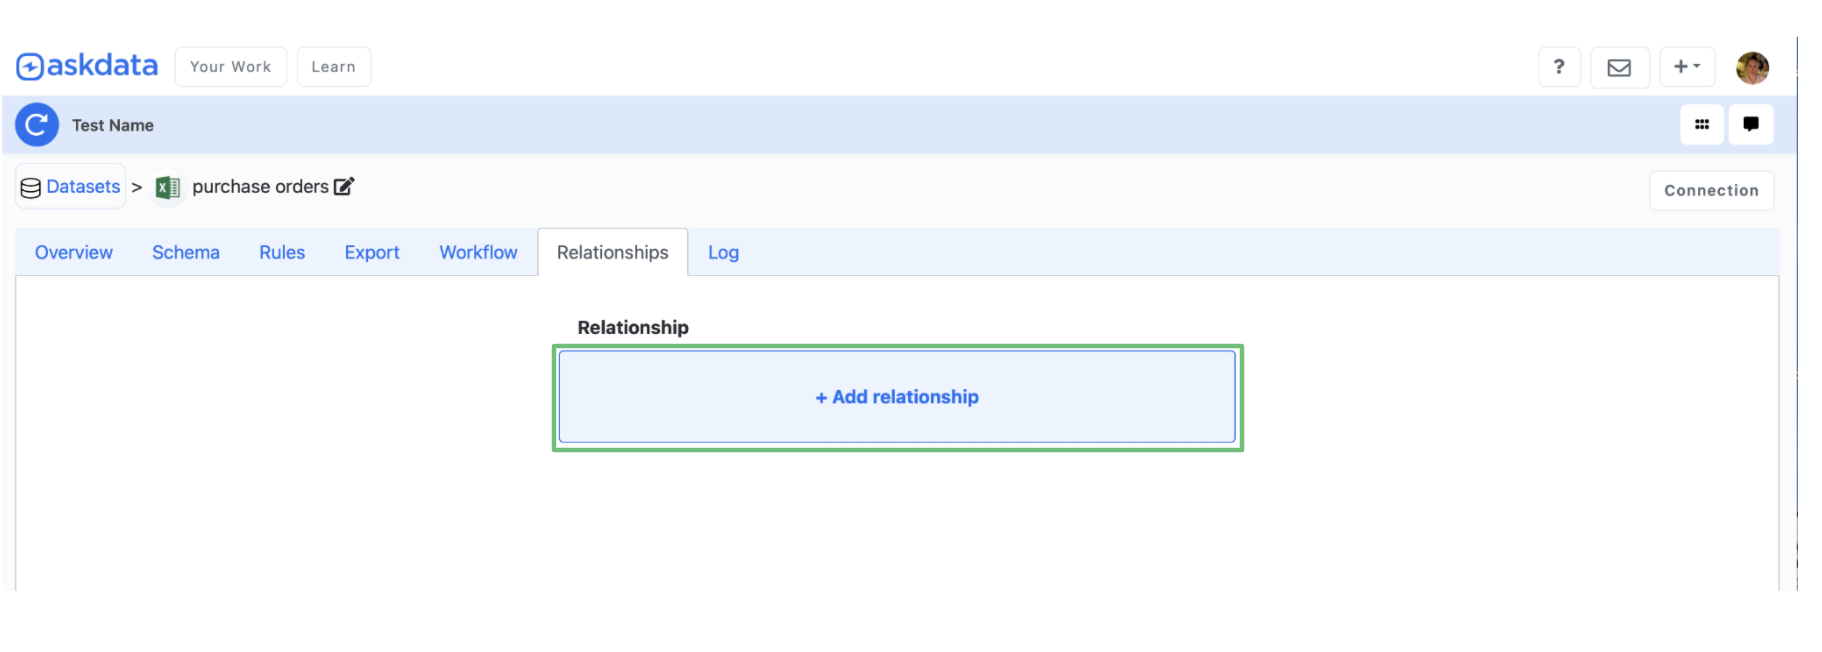 askdata Your Work Learn ? +
Test Name
Datasets > purchase orders
Connection
Overview Schema Rules Export Workflow Relationships Log
Relationship
+ Add relationship